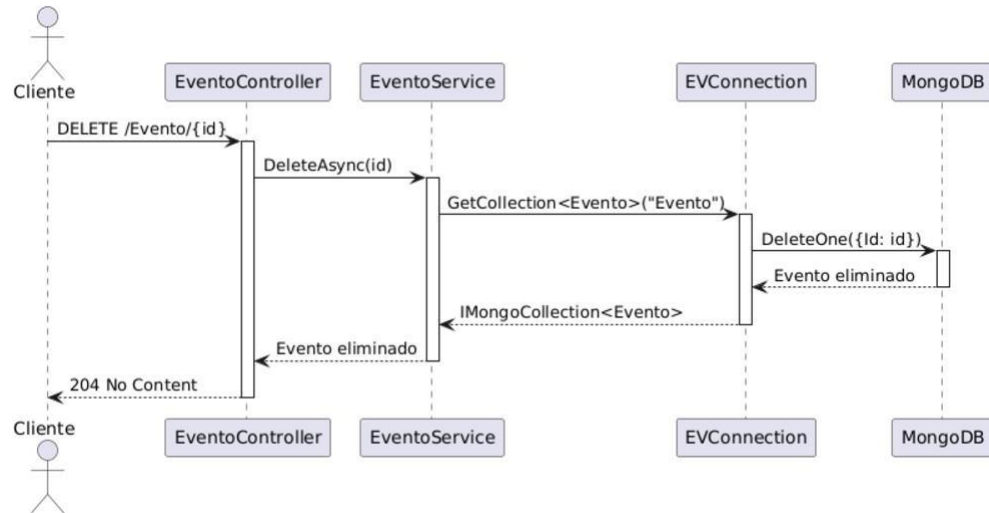 Cliente
EventoController
EventoService
EVConnection
MongoDB
DELETE /Evento/{id}
DeleteAsync(id)
GetCollection<Evento>("Evento")
DeleteOne({Id: id})
Evento eliminado
IMongoCollection<Evento>
Evento eliminado
204 No Content
Cliente
EventoController
EventoService
EVConnection
MongoDB